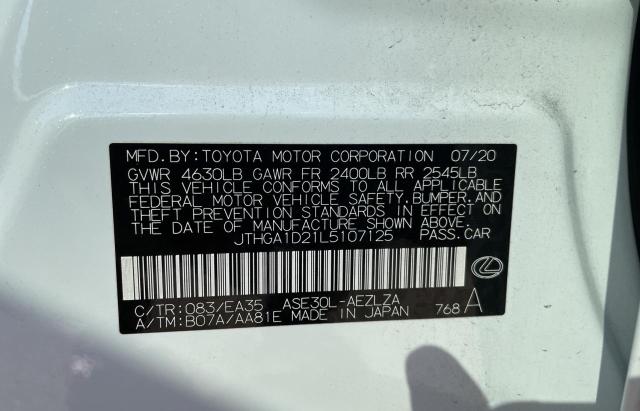 MFD. BY: TOYOTA MOTOR CORPORATION 07/20
GVWR 4630LB GAWR FR 2400LB RR 2545LB
THIS VEHICLE CONFORMS TO ALL APPLICABLE
FEDERAL MOTOR VEHICLE SAFETY, BUMPER, AND
THEFT PREVENTION STANDARDS IN EFFECT ON
THE DATE OF MANUFACTURE SHOWN ABOVE.
JTHGA1D21L5107125 PASS. CAR
C/TR: 083/EA35 ASE30L-AEZLZA
A/TM: B07A/AA81E MADE IN JAPAN 768 A